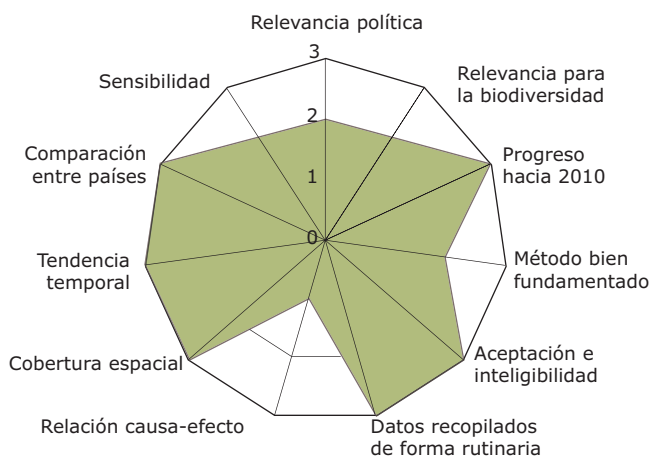 Relevancia política
3
Sensibilidad
Relevancia para
la biodiversidad
2
Comparación
entre países
Progreso
hacia 2010
1
0
Tendencia
temporal
Método bien
fundamentado
Cobertura espacial
Aceptación e
inteligibilidad
Relación causa-efecto
Datos recopilados
de forma rutinaria